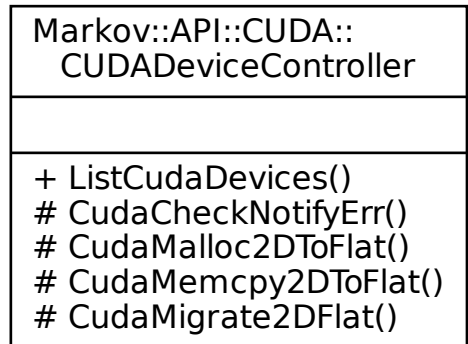 Markov::API::CUDA::
CUDADeviceController
+ ListCudaDevices()
# CudaCheckNotifyErr()
# CudaMalloc2DToFlat()
# CudaMemcpy2DToFlat()
# CudaMigrate2DFlat()